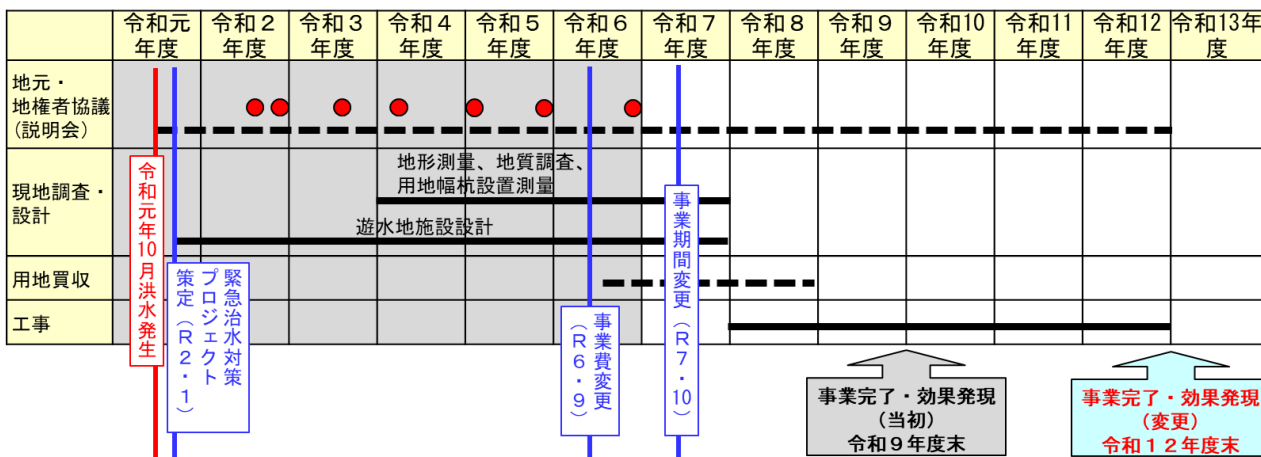 令和元
年度
令和２
年度
令和３
年度
令和４
年度
令和５
年度
令和６
年度
令和７
年度
令和８
年度
令和９
年度
令和10
年度
令和11
年度
令和12
年度
令和13年
度
地元・
地権者協議
(説明会)
現地調査・
設計
地形測量、地質調査、
用地幅杭設置測量
遊水地施設設計
用地買収
工事
令和元年10月洪水発生
緊急治水対策
プロジェクト
策定（Ｒ２・１）
事業費変更
（Ｒ６・９）
事業期間変更（Ｒ７・10）
事業完了・効果発現
(当初)
令和９年度末
事業完了・効果発現
(変更)
令和１２年度末